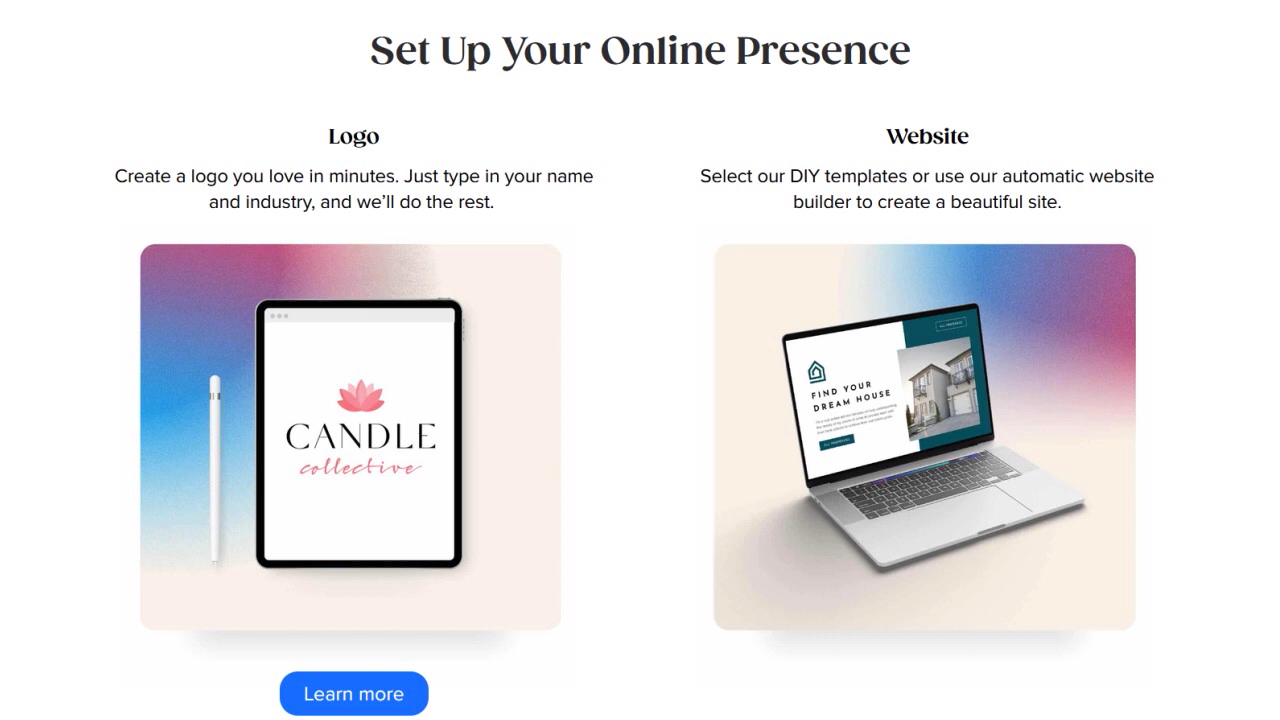 Set Up Your Online Presence
Logo
Create a logo you love in minutes. Just type in your name
and industry, and we’ll do the rest.
CANDLE
collective
Learn more
Website
Select our DIY templates or use our automatic website
builder to create a beautiful site.
FIND YOUR
DREAM HOUSE